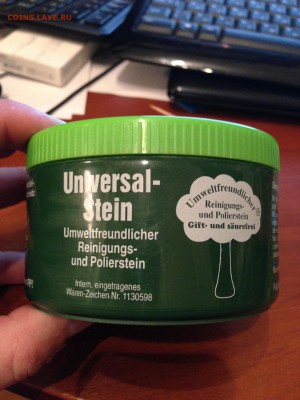 COINS.LAVE.RU
Universal-
Stein
Umweltfreundlicher
Reinigungs-
und Polierstein
Intern. eingetragenes
Waren-Zeichen Nr. 1130598
Umweltfreundlicher®
Reinigungs-
und Polierstein
Gift- und säurefrei